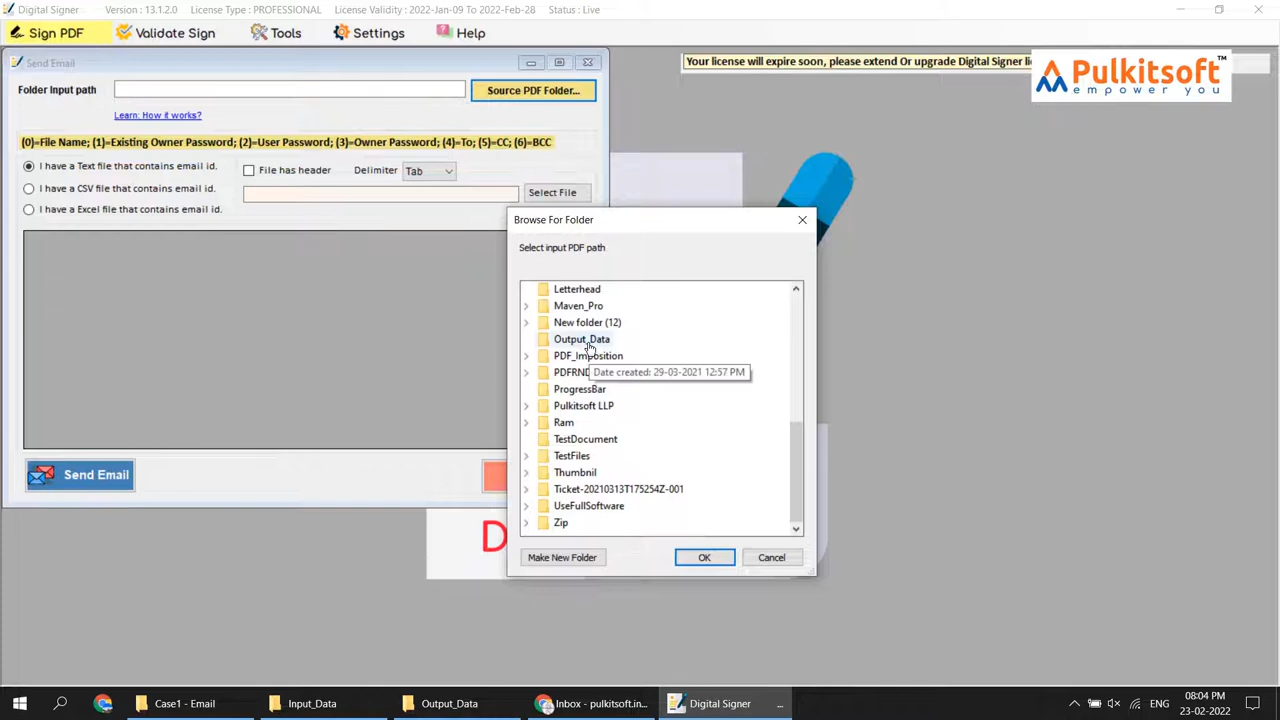 Digital Signer Version : 13.1.2.0 License Type : PROFESSIONAL License Validity : 2022-Jan-09 To 2022-Feb-28 Status : Live
Sign PDF Validate Sign Tools Settings Help
Send Email
Your license will expire soon, please extend Or upgrade Digital Signer
Pulkitsoft™
empower you
Folder Input path Source PDF Folder...
Learn: How it works?
(0)=File Name; (1)=Existing Owner Password; (2)=User Password; (3)=Owner Password; (4)=To; (5)=CC; (6)=BCC
I have a Text file that contains email id. File has header Delimiter Tab
I have a CSV file that contains email id. Select File
I have a Excel file that contains email id.
Browse For Folder
Select input PDF path
Letterhead
Maven_Pro
New folder (12)
Output_Data
PDF_Imposition
PDFRND
Date created: 29-03-2021 12:57 PM
ProgressBar
Pulkitsoft LLP
Ram
TestDocument
TestFiles
Thumbnail
Ticket-20210313T175254Z-001
UseFullSoftware
Zip
Make New Folder OK Cancel
Send Email
D
Case1 - Email Input_Data Output_Data Inbox - pulkitsoft.in... Digital Signer ... ENG 08:04 PM
23-02-2022